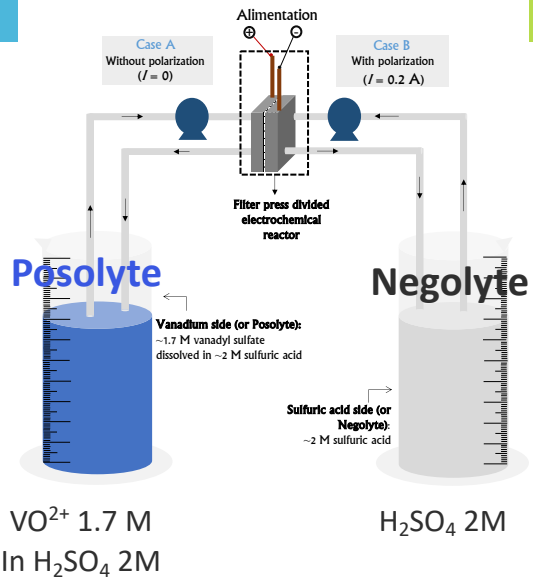 Alimentation
+
-
Case A
Without polarization
(I = 0)
Case B
With polarization
(I = 0.2 A)
Filter press divided
electrochemical
reactor
Posolyte
Negolyte
Vanadium side (or Posolyte):
~1.7 M vanadyl sulfate
dissolved in ~2 M sulfuric acid
Sulfuric acid side (or
Negolyte):
~2 M sulfuric acid
VO²⁺ 1.7 M
In H₂SO₄ 2M
H₂SO₄ 2M